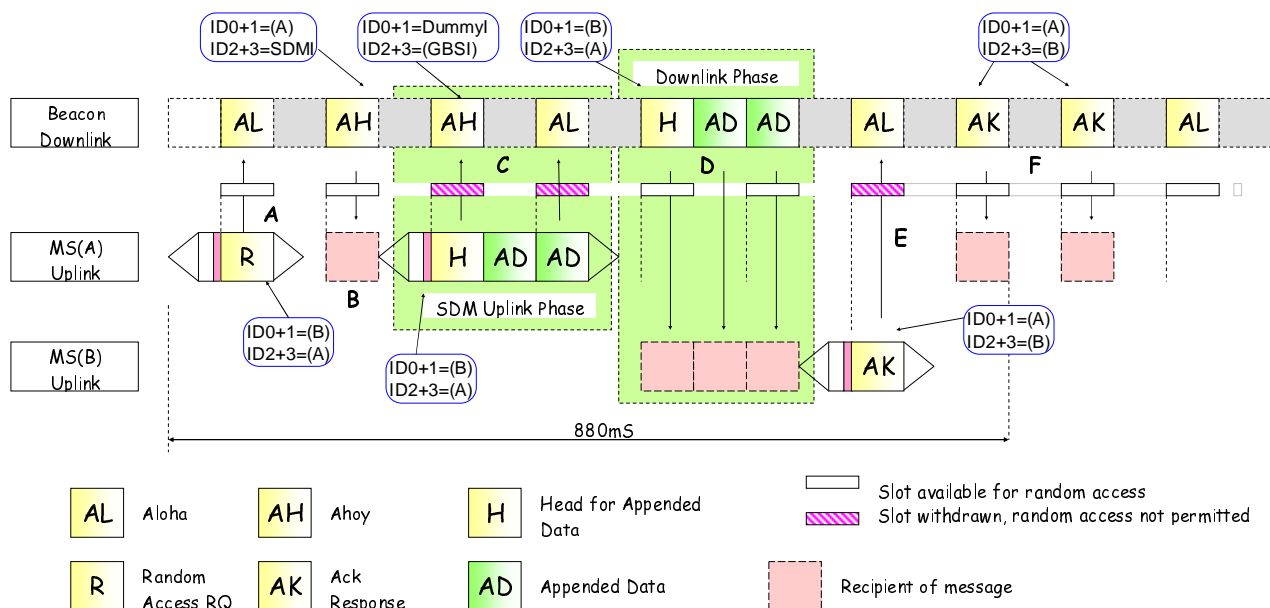 ID0+1=(A)
ID2+3=SDMI
ID0+1=DummyI
ID2+3=(GBSI)
ID0+1=(B)
ID2+3=(A)
ID0+1=(A)
ID2+3=(B)
Downlink Phase
Beacon
Downlink
AL
AH
AH
AL
H
AD
AD
AL
AK
AK
AL
C
D
F
A
MS(A)
Uplink
R
H
AD
AD
E
B
SDM Uplink Phase
ID0+1=(B)
ID2+3=(A)
ID0+1=(A)
ID2+3=(B)
MS(B)
Uplink
ID0+1=(B)
ID2+3=(A)
AK
880mS
AL
Aloha
AH
Ahoy
H
Head for Appended
Data
Slot available for random access
Slot withdrawn, random access not permitted
R
Random
Access RQ
AK
Ack
Response
AD
Appended Data
Recipient of message